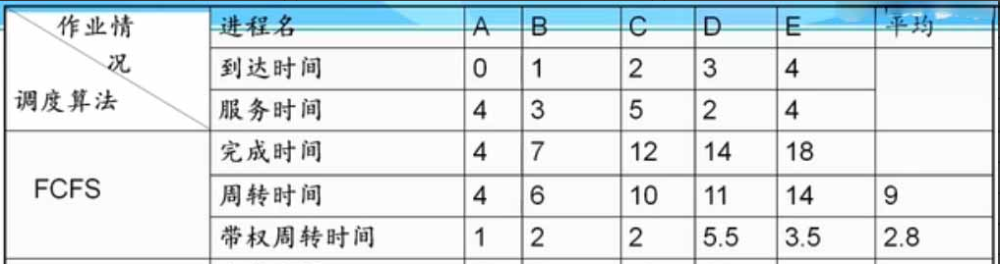 作业情况 进程名 A B C D E 平均
调度算法 到达时间 0 1 2 3 4
服务时间 4 3 5 2 4
FCFS 完成时间 4 7 12 14 18
周转时间 4 6 10 11 14 9
带权周转时间 1 2 2 5.5 3.5 2.8